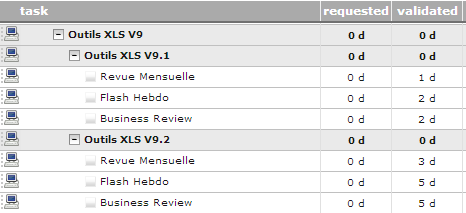 task requested validated
Outils XLS V9 0 d 0 d
Outils XLS V9.1 0 d 0 d
Revue Mensuelle 0 d 1 d
Flash Hebdo 0 d 2 d
Business Review 0 d 2 d
Outils XLS V9.2 0 d 0 d
Revue Mensuelle 0 d 3 d
Flash Hebdo 0 d 5 d
Business Review 0 d 5 d